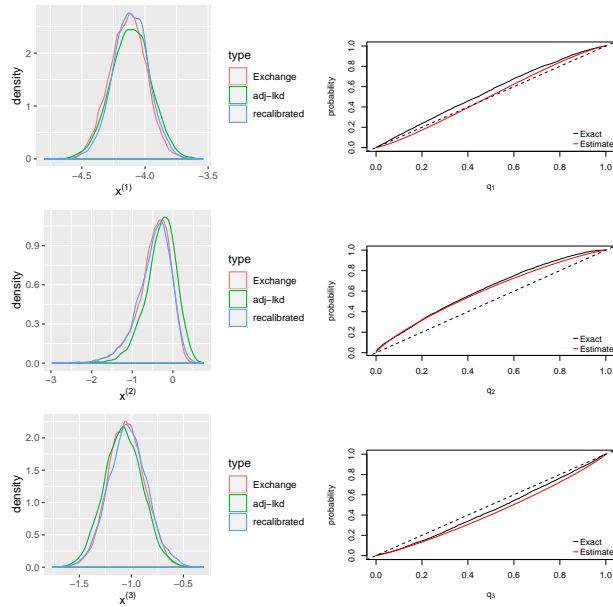 density
2
1
0
−4.5 −4.0 −3.5
x(1)
type
Exchange
adj−lkd
recalibrated
probability
0.0 0.2 0.4 0.6 0.8 1.0
0.0 0.2 0.4 0.6 0.8 1.0
q1
Exact
Estimate
density
0.9
0.6
0.3
0.0
−3 −2 −1 0
x(2)
type
Exchange
adj−lkd
recalibrated
probability
0.0 0.2 0.4 0.6 0.8 1.0
0.0 0.2 0.4 0.6 0.8 1.0
q2
Exact
Estimate
density
2.0
1.5
1.0
0.5
0.0
−1.5 −1.0 −0.5
x(3)
type
Exchange
adj−lkd
recalibrated
probability
0.0 0.2 0.4 0.6 0.8 1.0
0.0 0.2 0.4 0.6 0.8 1.0
q3
Exact
Estimate